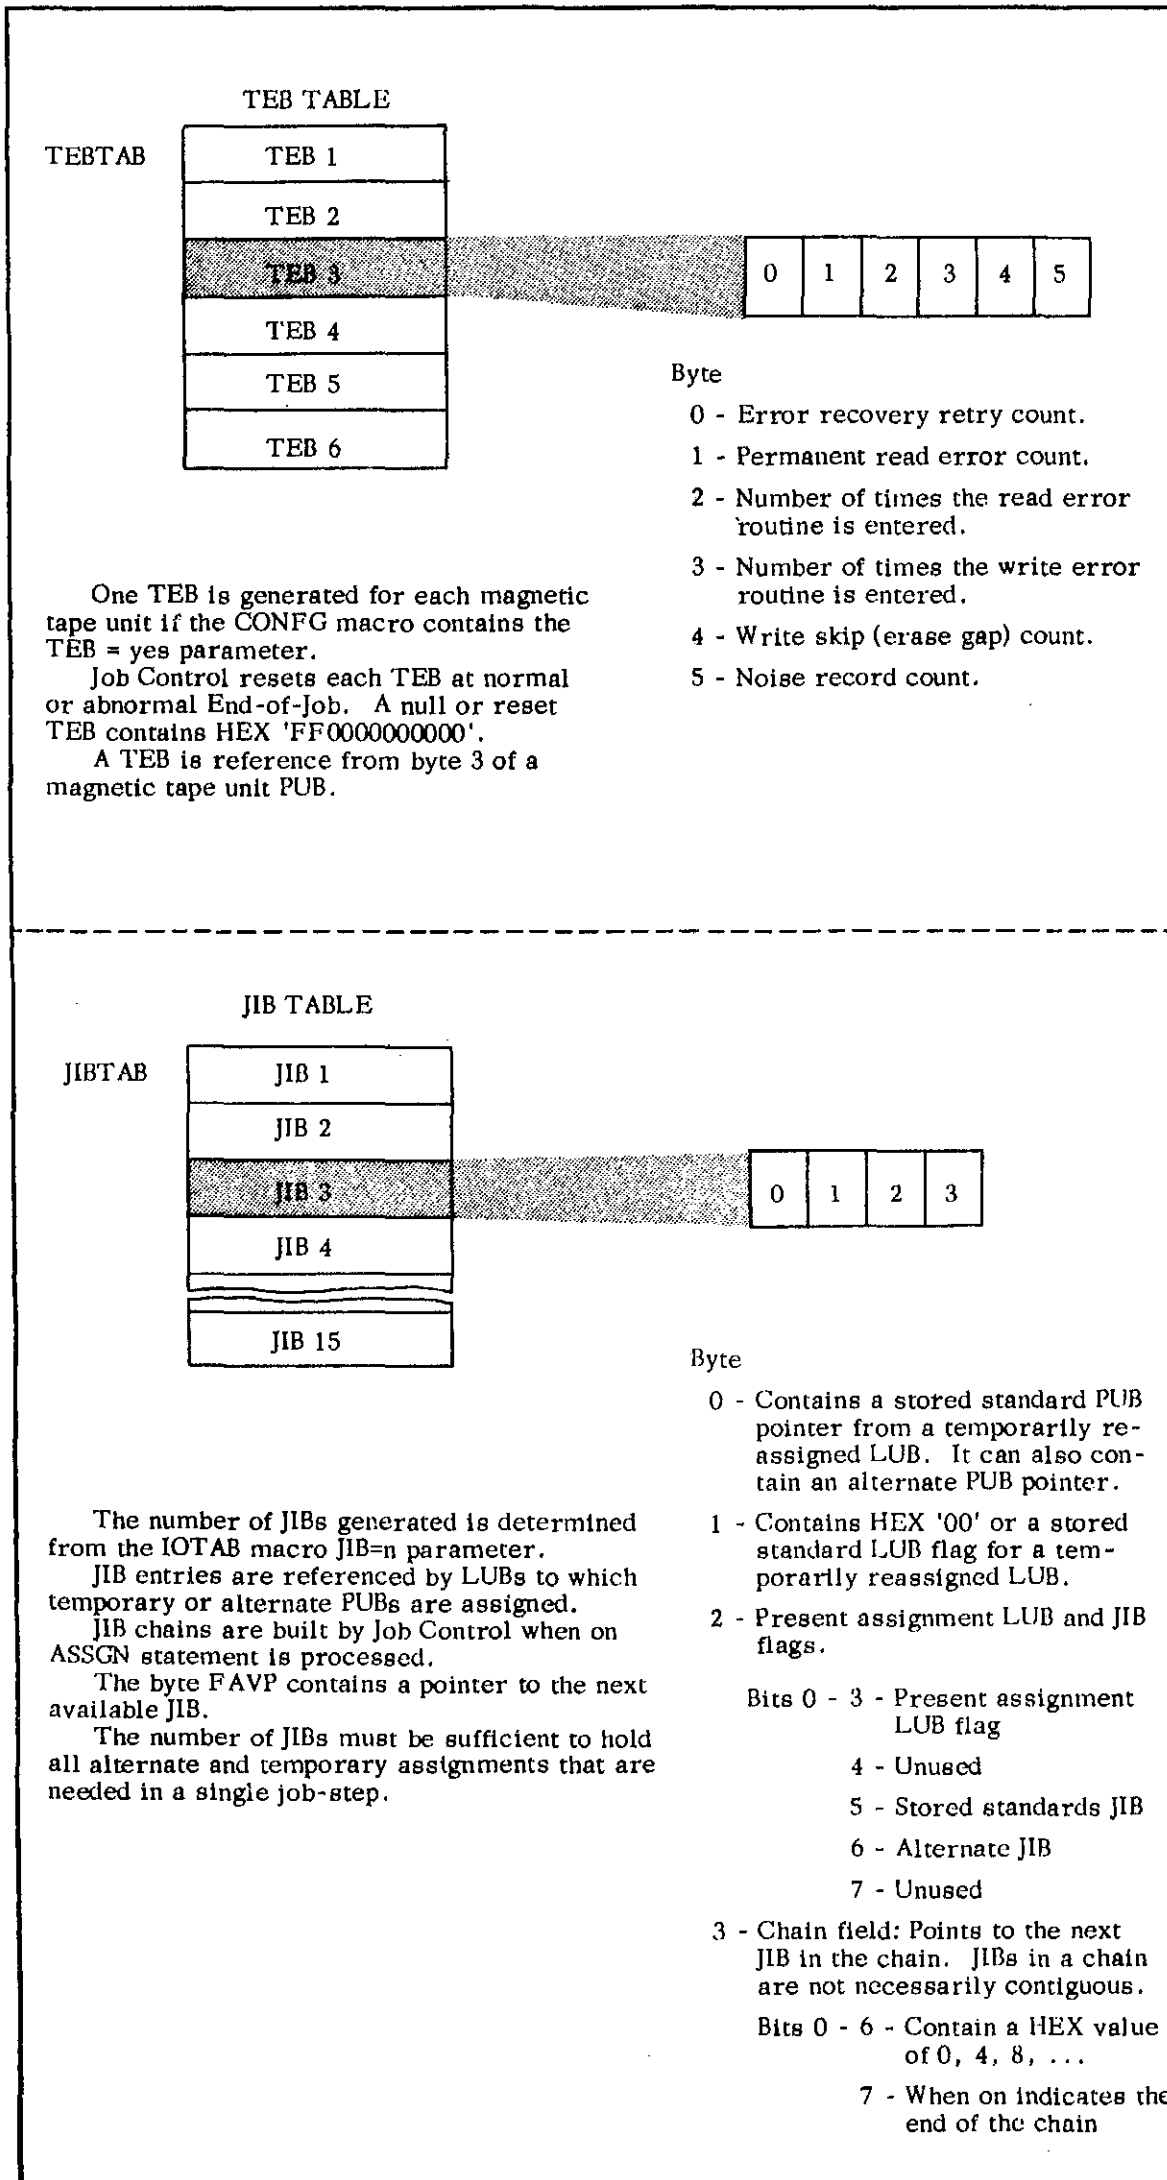 TEB TABLE
TEBTAB
TEB 1
TEB 2
TEB 3
TEB 4
TEB 5
TEB 6
0 1 2 3 4 5
Byte
0 - Error recovery retry count.
1 - Permanent read error count.
2 - Number of times the read error
routine is entered.
3 - Number of times the write error
routine is entered.
4 - Write skip (erase gap) count.
5 - Noise record count.
One TEB is generated for each magnetic
tape unit if the CONFG macro contains the
TEB = yes parameter.
Job Control resets each TEB at normal
or abnormal End-of-Job. A null or reset
TEB contains HEX 'FF0000000000'.
A TEB is reference from byte 3 of a
magnetic tape unit PUB.
JIB TABLE
JIBTAB
JIB 1
JIB 2
JIB 3
JIB 4
JIB 15
0 1 2 3
Byte
0 - Contains a stored standard PUB
pointer from a temporarily re-
assigned LUB. It can also con-
tain an alternate PUB pointer.
1 - Contains HEX '00' or a stored
standard LUB flag for a tem-
porarily reassigned LUB.
2 - Present assignment LUB and JIB
flags.
Bits 0 - 3 - Present assignment
LUB flag
4 - Unused
5 - Stored standards JIB
6 - Alternate JIB
7 - Unused
3 - Chain field: Points to the next
JIB in the chain. JIBs in a chain
are not necessarily contiguous.
Bits 0 - 6 - Contain a HEX value
of 0, 4, 8, ...
7 - When on indicates the
end of the chain
The number of JIBs generated is determined
from the IOTAB macro JIB=n parameter.
JIB entries are referenced by LUBs to which
temporary or alternate PUBs are assigned.
JIB chains are built by Job Control when on
ASSGN statement is processed.
The byte FAVP contains a pointer to the next
available JIB.
The number of JIBs must be sufficient to hold
all alternate and temporary assignments that are
needed in a single job-step.